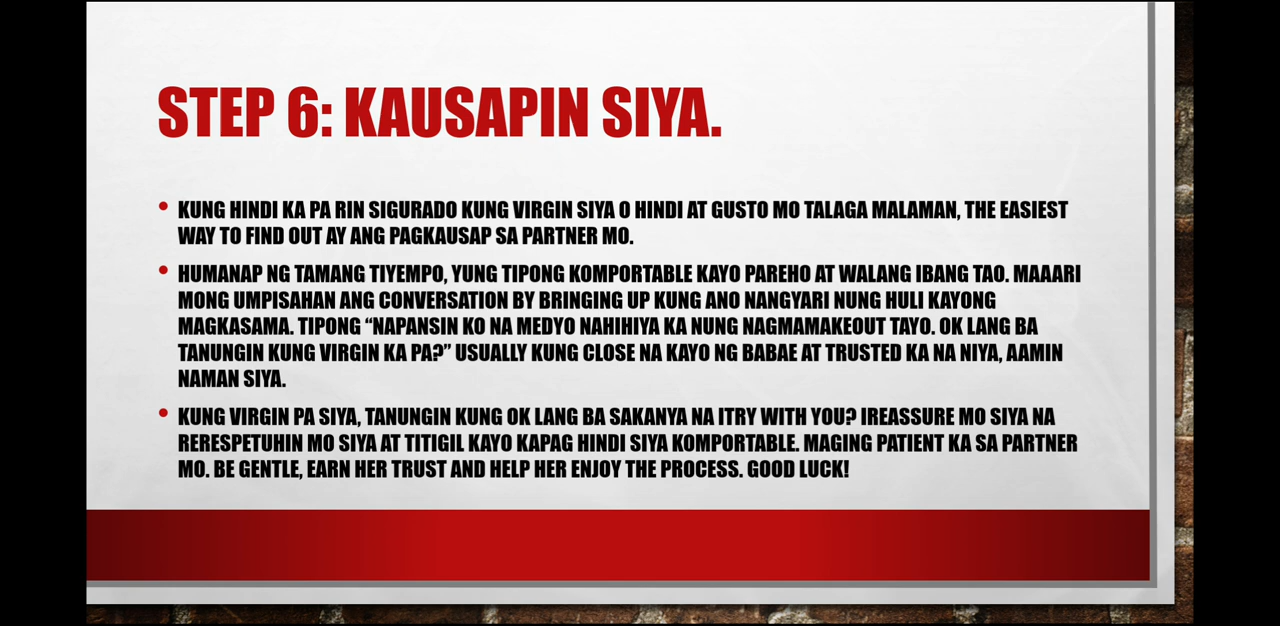 STEP 6: KAUSAPIN SIYA.
• KUNG HINDI KA PA RIN SIGURADO KUNG VIRGIN SIYA O HINDI AT GUSTO MO TALAGA MALAMAN, THE EASIEST
WAY TO FIND OUT AY ANG PAGKAUSAP SA PARTNER MO.
• HUMANAP NG TAMANG TIYEMPO, YUNG TIPONG KOMPORTABLE KAYO PAREHO AT WALANG IBANG TAO. MAAARI
MONG UMPISAHAN ANG CONVERSATION BY BRINGING UP KUNG ANO NANGYARI NUNG HULI KAYONG
MAGKASAMA. TIPONG “NAPANSIN KO NA MEDYO NAHIHIYA KA NUNG NAGMAMAKEOUT TAYO. OK LANG BA
TANUNGIN KUNG VIRGIN KA PA?” USUALLY KUNG CLOSE NA KAYO NG BABAE AT TRUSTED KA NA NIYA, AAMIN
NAMAN SIYA.
• KUNG VIRGIN PA SIYA, TANUNGIN KUNG OK LANG BA SAKANYA NA ITRY WITH YOU? IREASSURE MO SIYA NA
RERESPETUHIN MO SIYA AT TITIGIL KAYO KAPAG HINDI SIYA KOMPORTABLE. MAGING PATIENT KA SA PARTNER
MO. BE GENTLE, EARN HER TRUST AND HELP HER ENJOY THE PROCESS. GOOD LUCK!